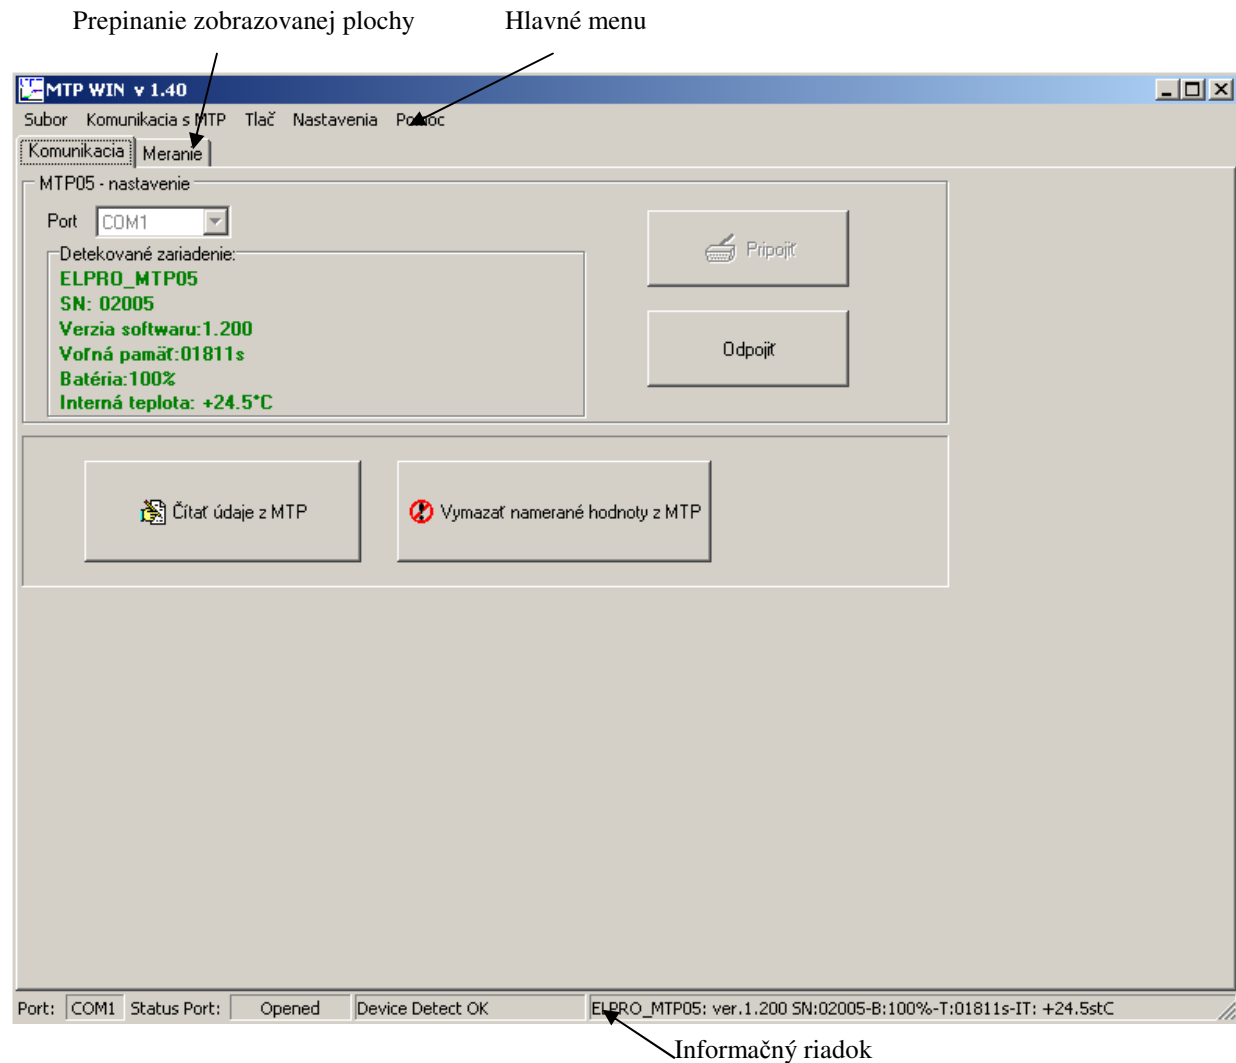 Prepinanie zobrazovanej plochy Hlavné menu
MTP WIN v 1.40
Subor Komunikacia s MTP Tlač Nastavenia Pomoc
Komunikacia Meranie
MTP05 - nastavenie
Port COM1
Pripojiť
Detekované zariadenie:
ELPRO_MTP05
SN: 02005
Verzia softwaru:1.200
Voľná pamäť:01811s
Batéria:100%
Interná teplota: +24.5°C
Odpojiť
Čítať údaje z MTP
Vymazať namerané hodnoty z MTP
Port: COM1 Status Port: Opened Device Detect OK ELPRO_MTP05: ver.1.200 SN:02005-B:100%-T:01811s-IT: +24.5stC
Informačný riadok